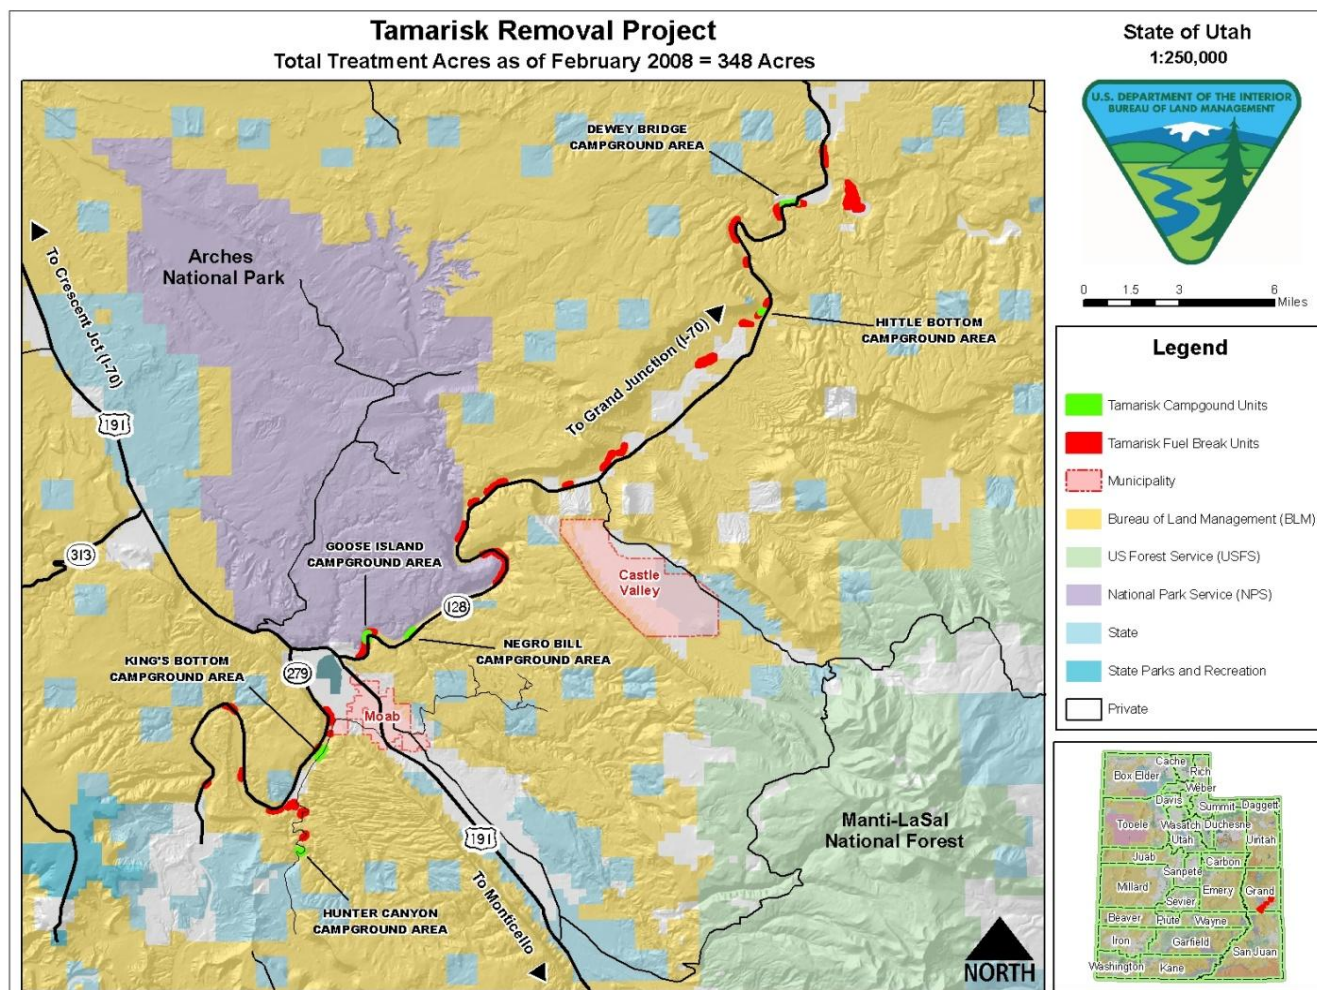 Tamarisk Removal Project
Total Treatment Acres as of February 2008 = 348 Acres
State of Utah
1:250,000
U.S. DEPARTMENT OF THE INTERIOR
BUREAU OF LAND MANAGEMENT
0 1.5 3 6
Miles
DEWEY BRIDGE
CAMPGROUND AREA
Arches
National Park
To Crescent Jct (I-70)
To Grand Junction (I-70)
HITTLE BOTTOM
CAMPGROUND AREA
191
313
GOOSE ISLAND
CAMPGROUND AREA
Castle
Valley
128
NEGRO BILL
CAMPGROUND AREA
KING'S BOTTOM
CAMPGROUND AREA
279
Moab
191
Manti-LaSal
National Forest
To Monticello
HUNTER CANYON
CAMPGROUND AREA
NORTH
Legend
Tamarisk Campgound Units
Tamarisk Fuel Break Units
Municipality
Bureau of Land Management (BLM)
US Forest Service (USFS)
National Park Service (NPS)
State
State Parks and Recreation
Private
Cache
Box Elder
Rich
Weber
Davis
Summit
Daggett
Tooele
Wasatch
Duchesne
Utah
Uintah
Juab
Carbon
Sanpete
Millard
Emery
Grand
Sevier
Beaver
Piute
Wayne
Iron
Garfield
San Juan
Washington
Kane